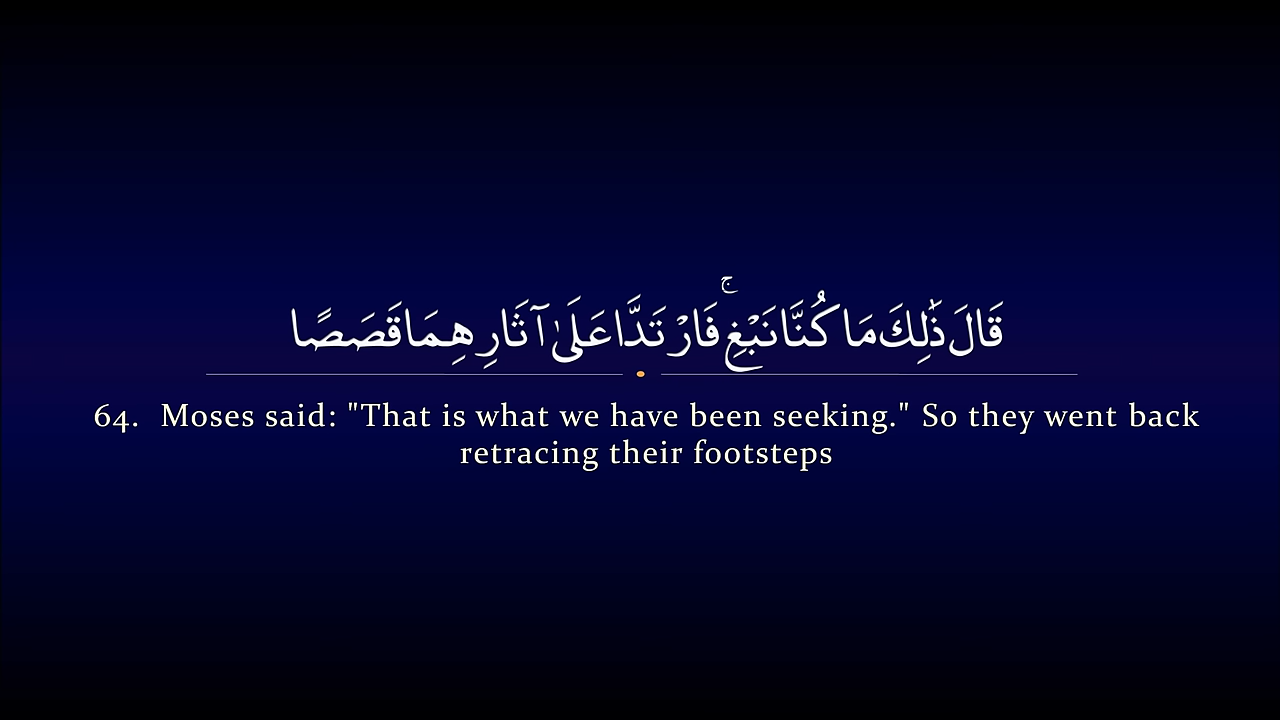 قَالَ ذَٰلِكَ مَا كُنَّا نَبْغِ ۚ فَارْتَدَّا عَلَىٰ آثَارِهِمَا قَصَصًا
64. Moses said: "That is what we have been seeking." So they went back
retracing their footsteps